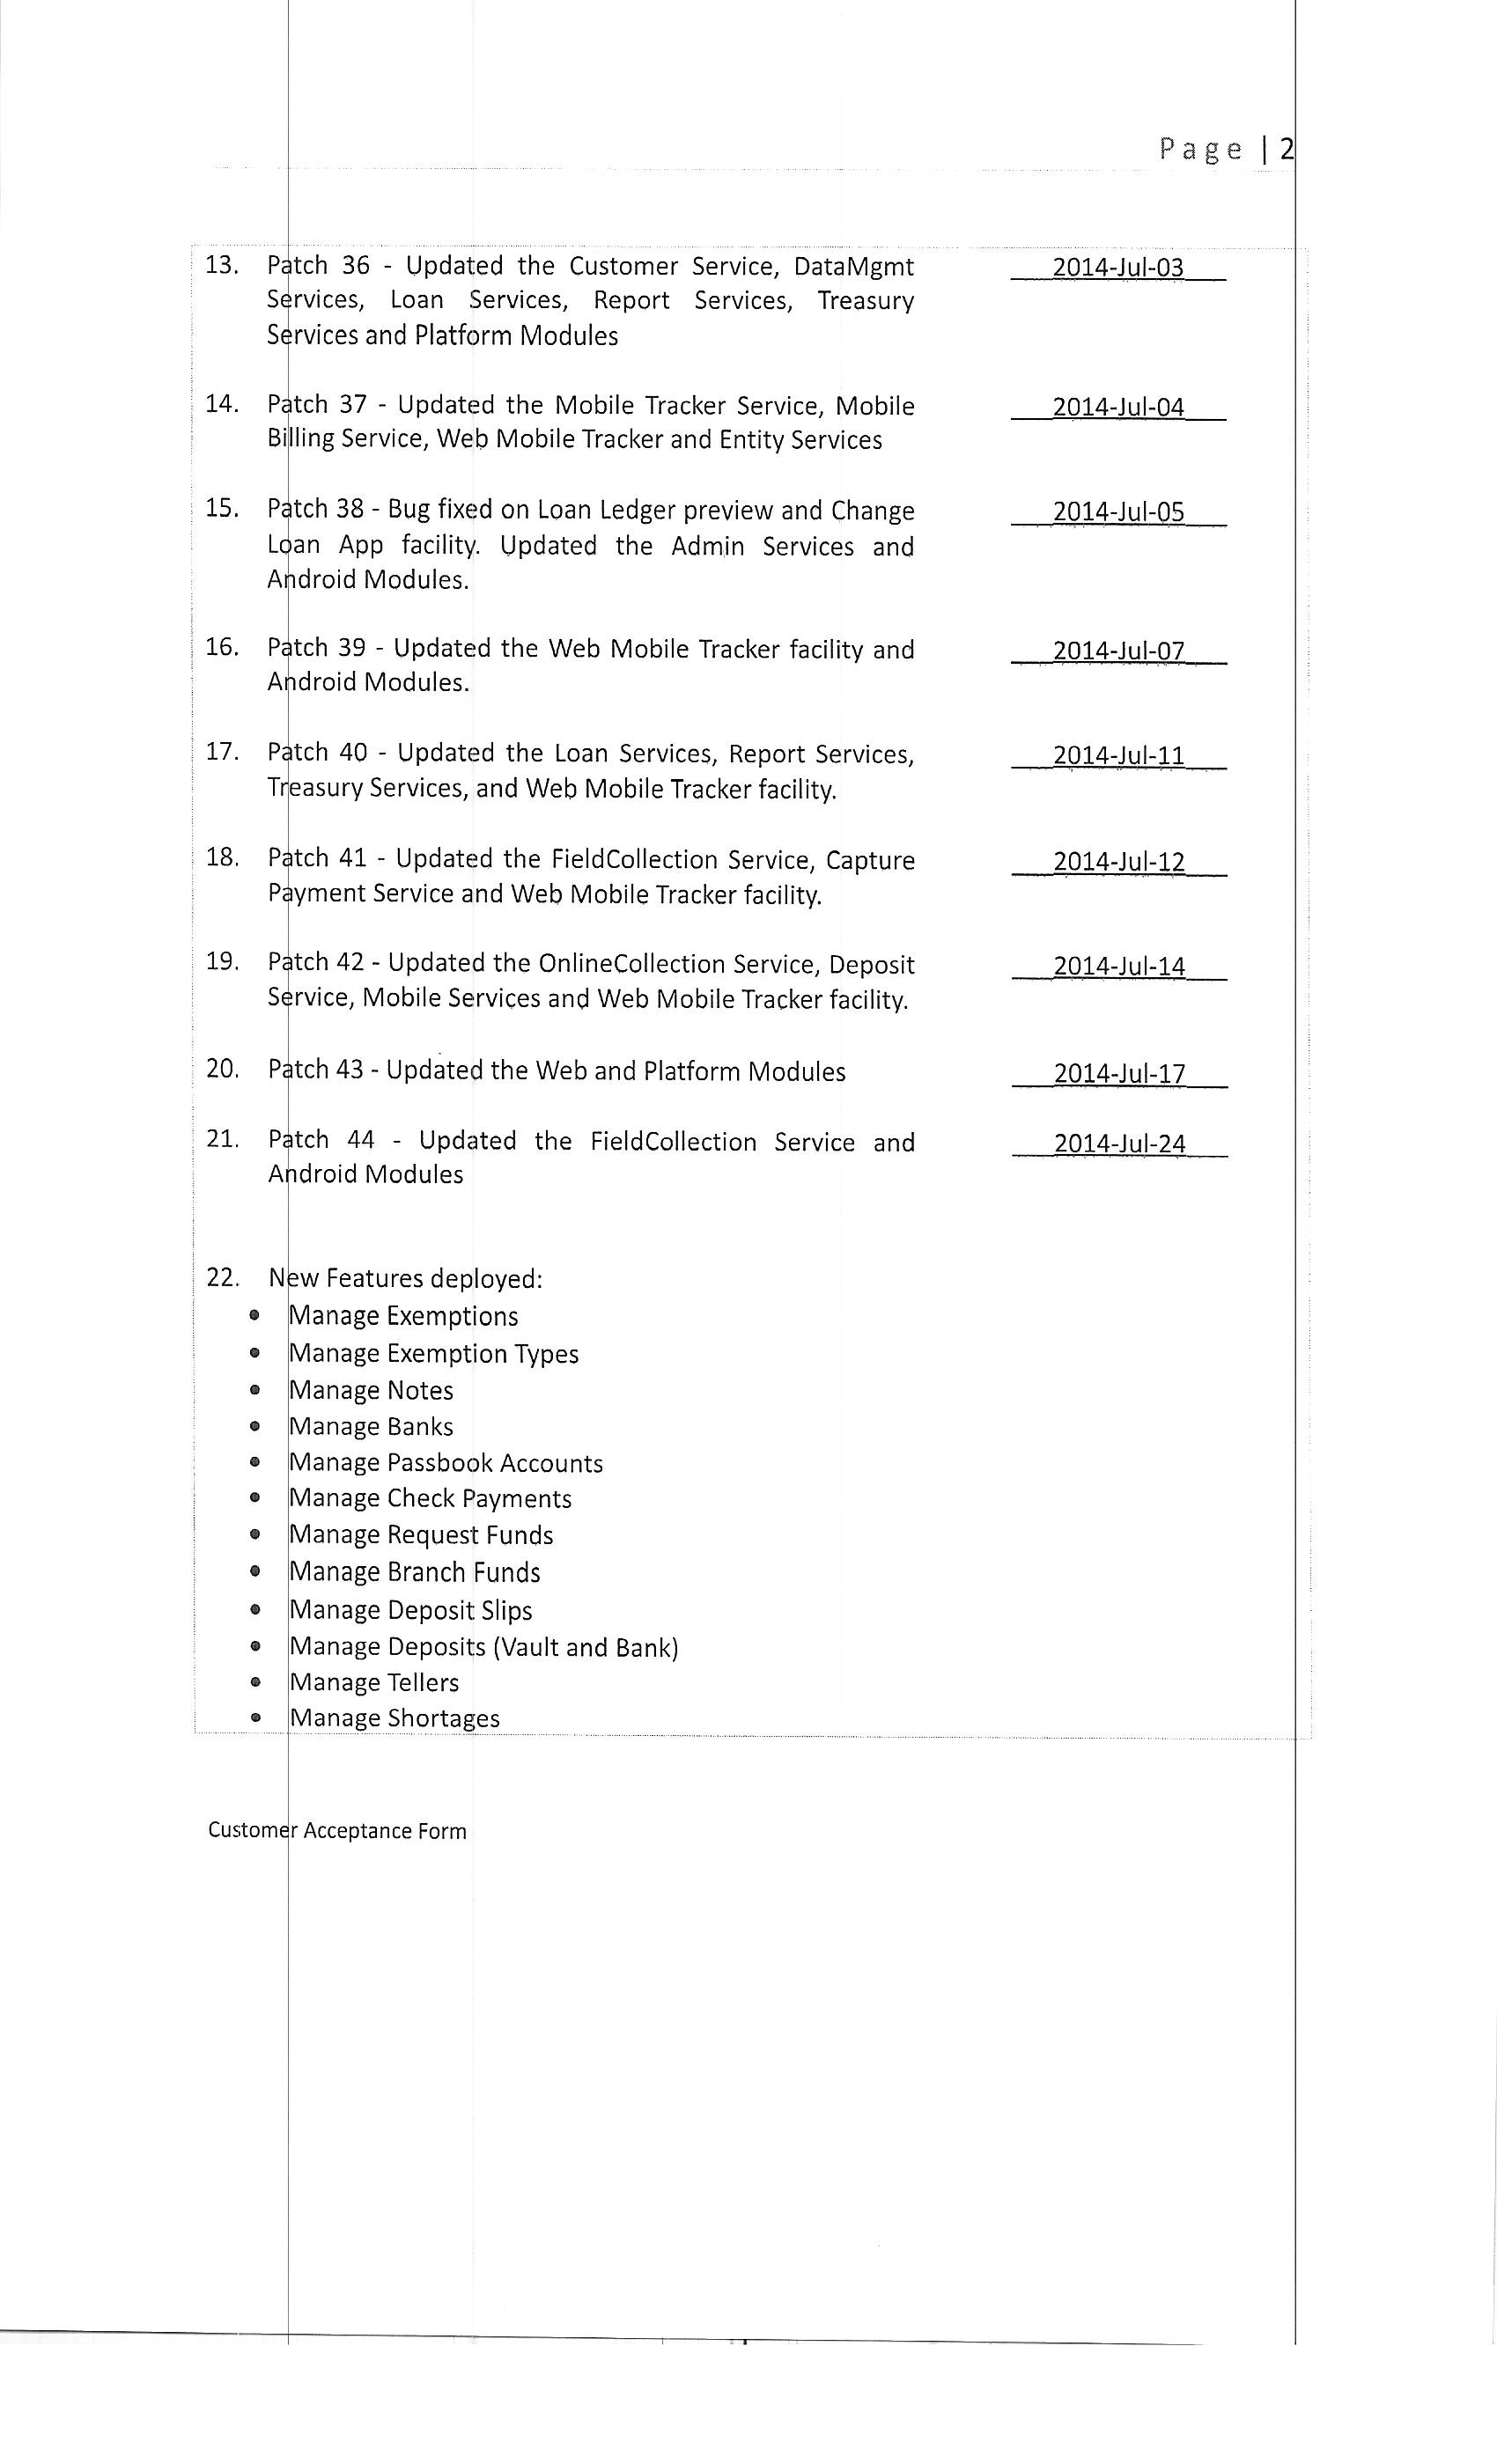 Page | 2
13. Patch 36 - Updated the Customer Service, DataMgmt 2014-Jul-03
Services, Loan Services, Report Services, Treasury
Services and Platform Modules
14. Patch 37 - Updated the Mobile Tracker Service, Mobile 2014-Jul-04
Billing Service, Web Mobile Tracker and Entity Services
15. Patch 38 - Bug fixed on Loan Ledger preview and Change 2014-Jul-05
Loan App facility. Updated the Admin Services and
Android Modules.
16. Patch 39 - Updated the Web Mobile Tracker facility and 2014-Jul-07
Android Modules.
17. Patch 40 - Updated the Loan Services, Report Services, 2014-Jul-11
Treasury Services, and Web Mobile Tracker facility.
18. Patch 41 - Updated the FieldCollection Service, Capture 2014-Jul-12
Payment Service and Web Mobile Tracker facility.
19. Patch 42 - Updated the OnlineCollection Service, Deposit 2014-Jul-14
Service, Mobile Services and Web Mobile Tracker facility.
20. Patch 43 - Updated the Web and Platform Modules 2014-Jul-17
21. Patch 44 - Updated the FieldCollection Service and 2014-Jul-24
Android Modules
22. New Features deployed:
• Manage Exemptions
• Manage Exemption Types
• Manage Notes
• Manage Banks
• Manage Passbook Accounts
• Manage Check Payments
• Manage Request Funds
• Manage Branch Funds
• Manage Deposit Slips
• Manage Deposits (Vault and Bank)
• Manage Tellers
• Manage Shortages
Customer Acceptance Form